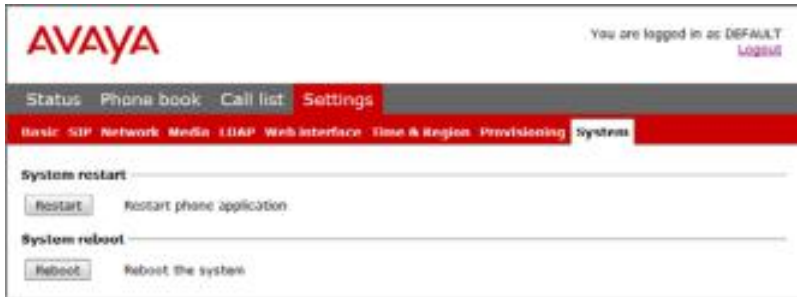 AVAYA
You are logged in as DEFAULT
Logout
Status Phone book Call list Settings
Basic SIP Network Media LDAP Web interface Time & Region Provisioning System
System restart
Restart Restart phone application
System reboot
Reboot Reboot the system